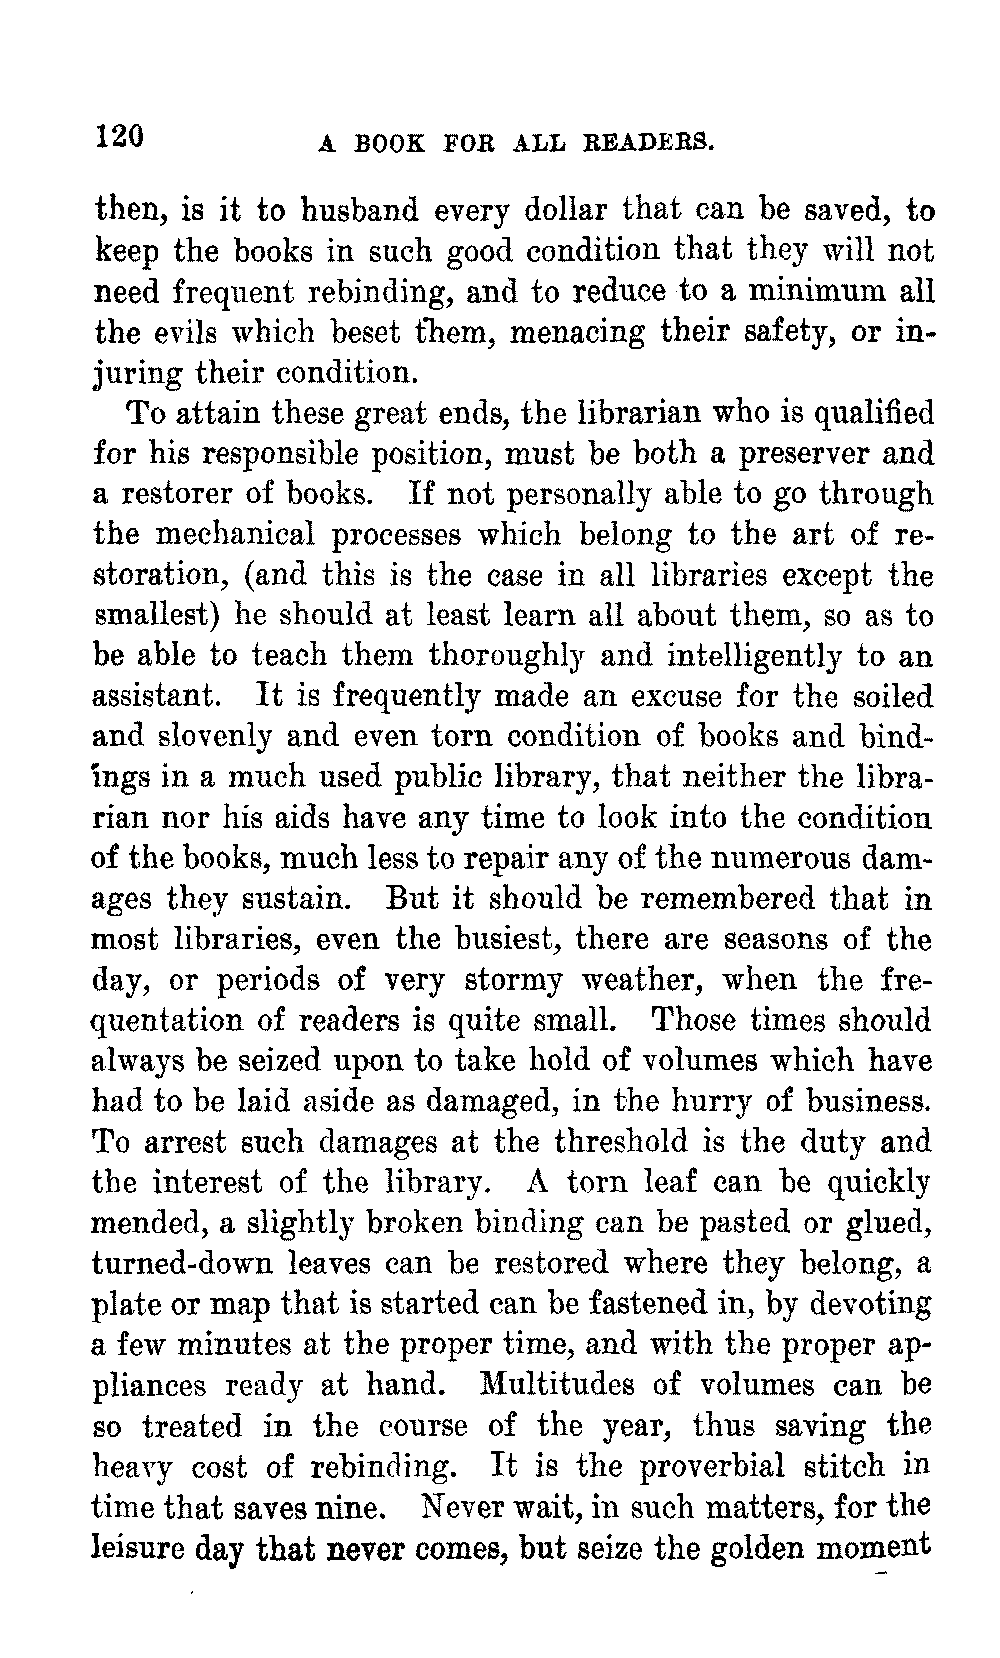 120 A BOOK FOR ALL READERS.
then, is it to husband every dollar that can be saved, to
keep the books in such good condition that they will not
need frequent rebinding, and to reduce to a minimum all
the evils which beset them, menacing their safety, or in-
juring their condition.
To attain these great ends, the librarian who is qualified
for his responsible position, must be both a preserver and
a restorer of books. If not personally able to go through
the mechanical processes which belong to the art of re-
storation, (and this is the case in all libraries except the
smallest) he should at least learn all about them, so as to
be able to teach them thoroughly and intelligently to an
assistant. It is frequently made an excuse for the soiled
and slovenly and even torn condition of books and bind-
ings in a much used public library, that neither the libra-
rian nor his aids have any time to look into the condition
of the books, much less to repair any of the numerous dam-
ages they sustain. But it should be remembered that in
most libraries, even the busiest, there are seasons of the
day, or periods of very stormy weather, when the fre-
quentation of readers is quite small. Those times should
always be seized upon to take hold of volumes which have
had to be laid aside as damaged, in the hurry of business.
To arrest such damages at the threshold is the duty and
the interest of the library. A torn leaf can be quickly
mended, a slightly broken binding can be pasted or glued,
turned-down leaves can be restored where they belong, a
plate or map that is started can be fastened in, by devoting
a few minutes at the proper time, and with the proper ap-
pliances ready at hand. Multitudes of volumes can be
so treated in the course of the year, thus saving the
heavy cost of rebinding. It is the proverbial stitch in
time that saves nine. Never wait, in such matters, for the
leisure day that never comes, but seize the golden moment